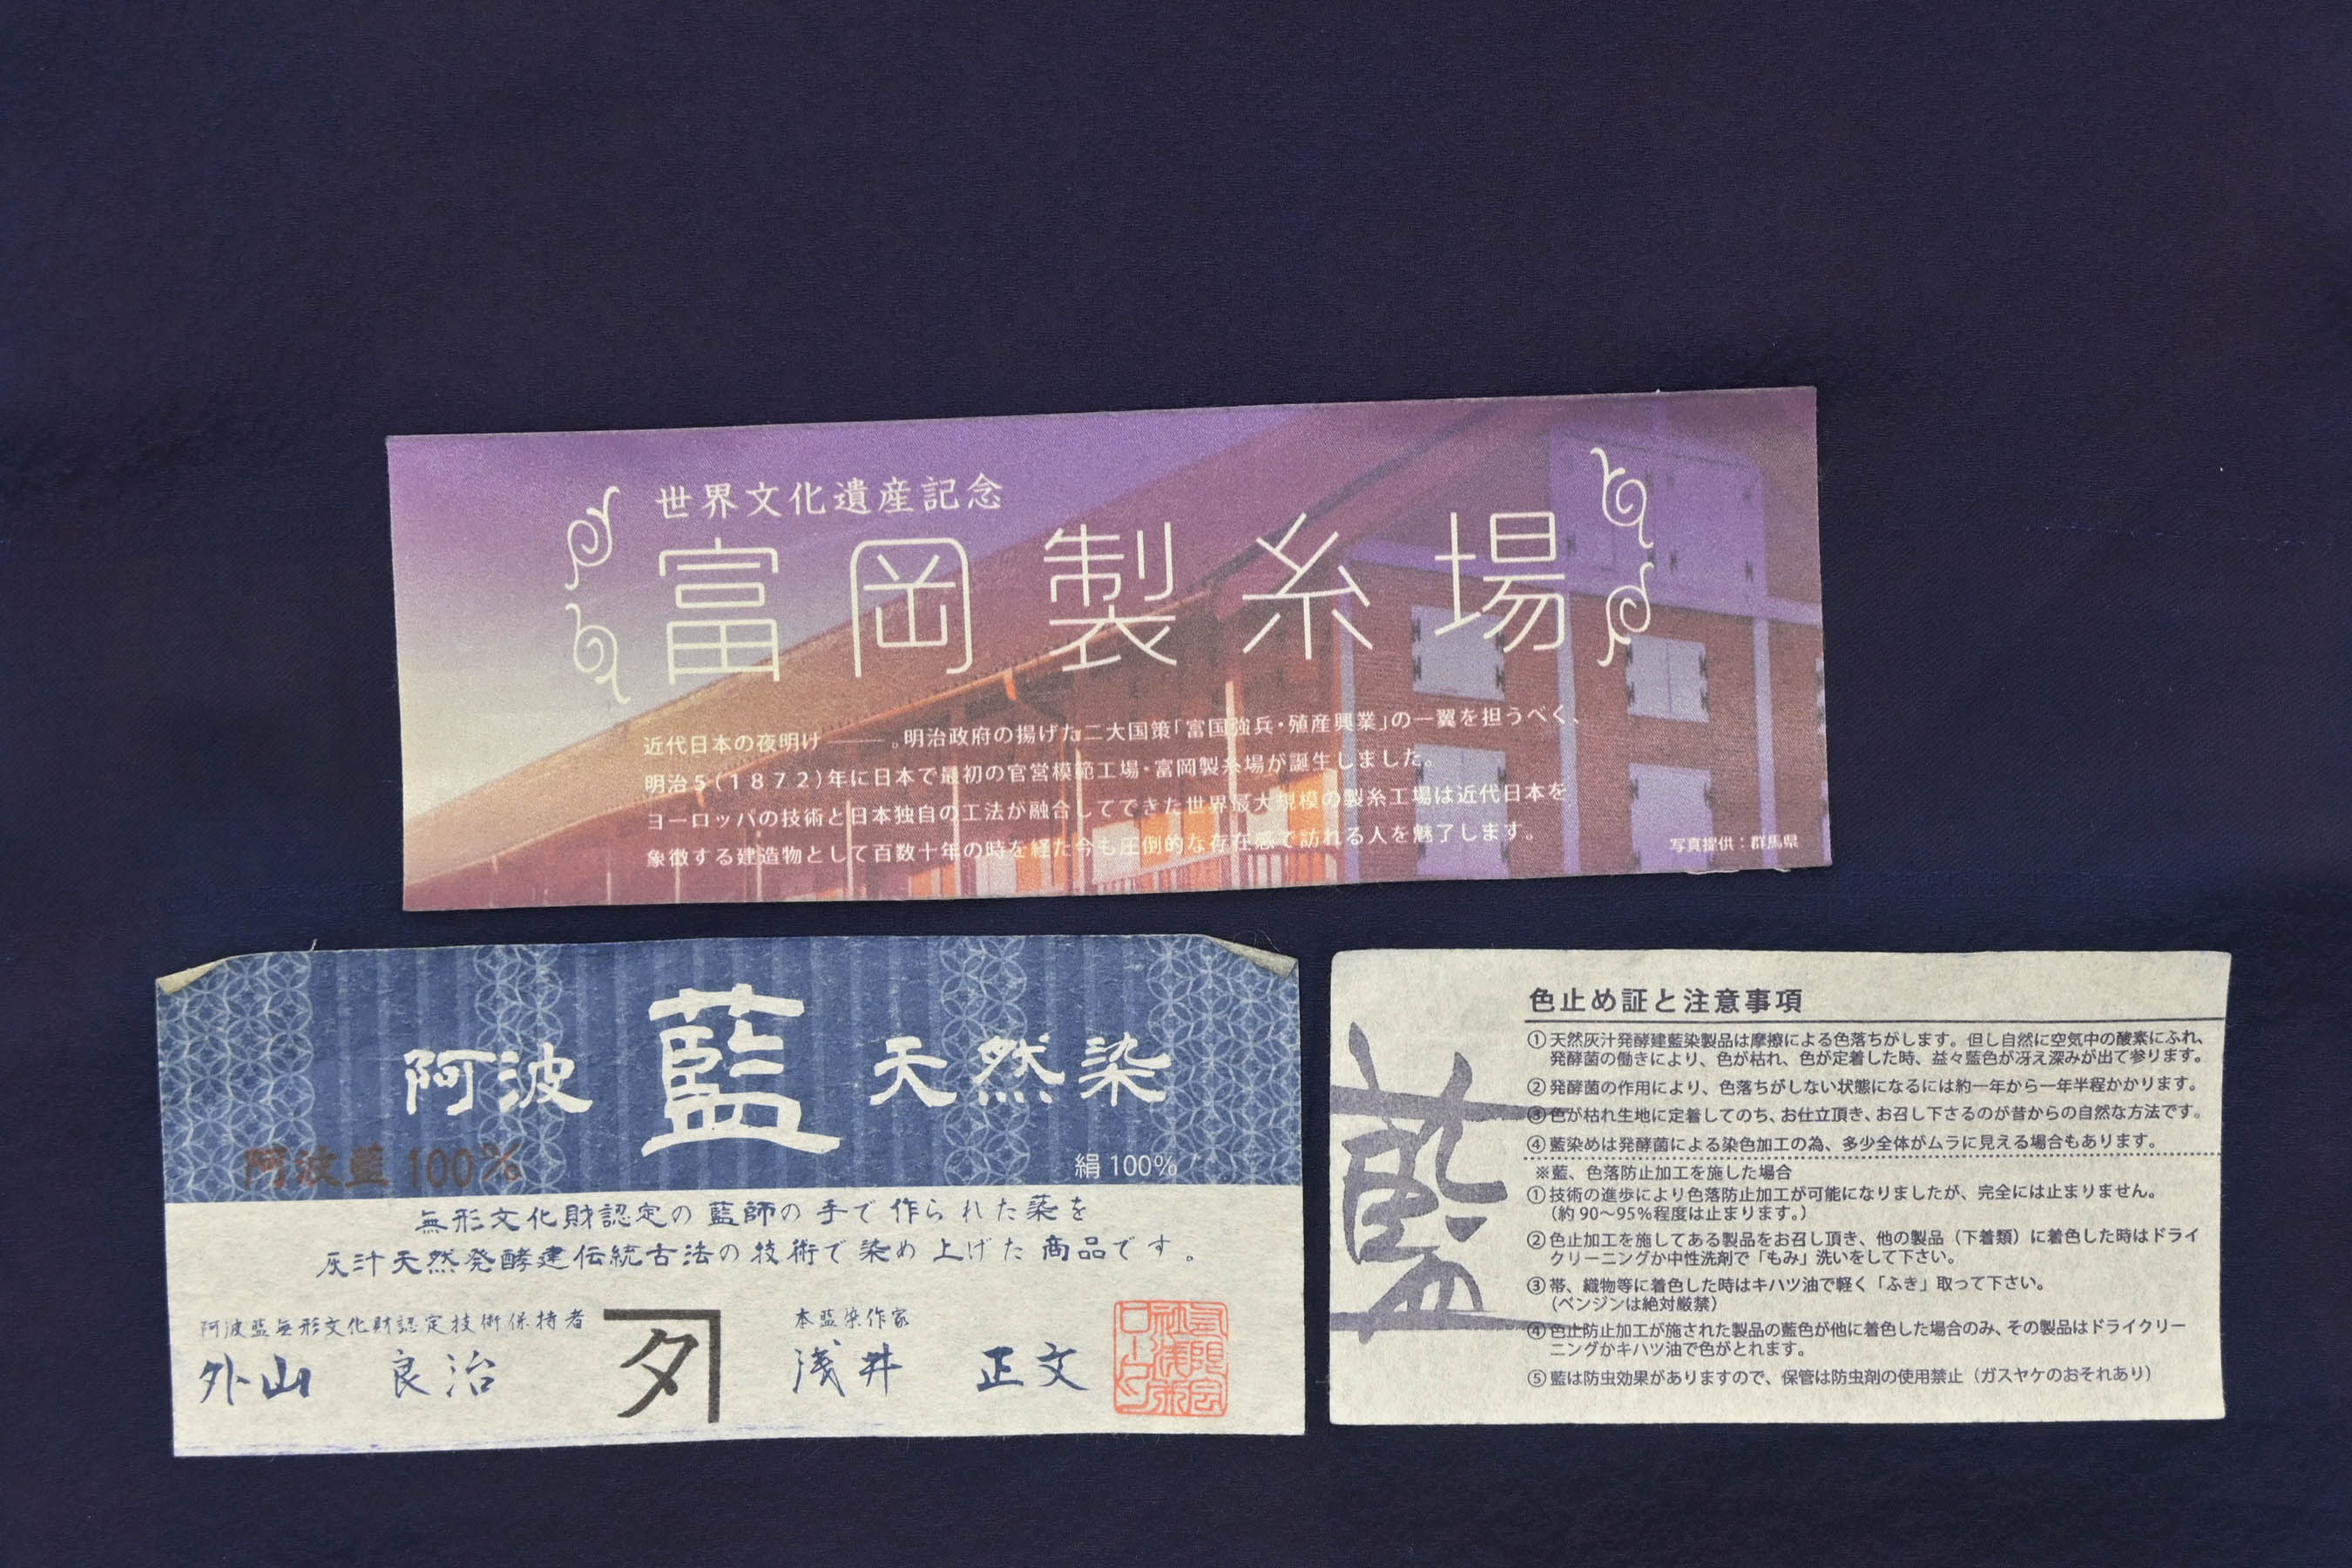 世界文化遺産記念
富岡製糸場
近代日本の夜明け――。明治政府の揚げた二大国策「富国強兵・殖産興業」の一翼を担うべく、
明治5(1872)年に日本で最初の官営模範工場・富岡製糸場が誕生しました。
ヨーロッパの技術と日本独自の工法が融合してできた世界最大規模の製糸工場は近代日本を
象徴する建造物として百数十年の時を経た今も圧倒的な存在感で訪れる人を魅了します。
写真提供：群馬県
阿波 藍 天然染
阿波藍100%
絹100%
無形文化財認定の藍師の手で作られた蒅を
灰汁天然発酵建伝統古法の技術で染め上げた商品です。
阿波藍無形文化財認定技術保持者
外山 良治
本藍染作家
浅井 正文
藍
色止め証と注意事項
①天然灰汁発酵建藍染製品は摩擦による色落ちがします。但し自然に空気中の酸素にふれ、
発酵菌の働きにより、色が枯れ、色が定着した時、益々藍色が冴え深みが出て参ります。
②発酵菌の作用により、色落ちがしない状態になるには約一年から一年半程かかります。
③色が枯れ生地に定着してのち、お仕立頂き、お召し下さるのが昔からの自然な方法です。
④藍染めは発酵菌による染色加工の為、多少全体がムラに見える場合もあります。
※藍、色落防止加工を施した場合
①技術の進歩により色落防止加工が可能になりましたが、完全には止まりません。
（約90～95%程度は止まります。）
②色止加工を施してある製品をお召し頂き、他の製品（下着類）に着色した時はドライ
クリーニングか中性洗剤で「もみ」洗いをして下さい。
③帯、織物等に着色した時はキハツ油で軽く「ふき」取って下さい。
（ベンジンは絶対厳禁）
④色止防止加工が施された製品の藍色が他に着色した場合のみ、その製品はドライクリー
ニングかキハツ油で色がとれます。
⑤藍は防虫効果がありますので、保管は防虫剤の使用禁止（ガスヤケのおそれあり）